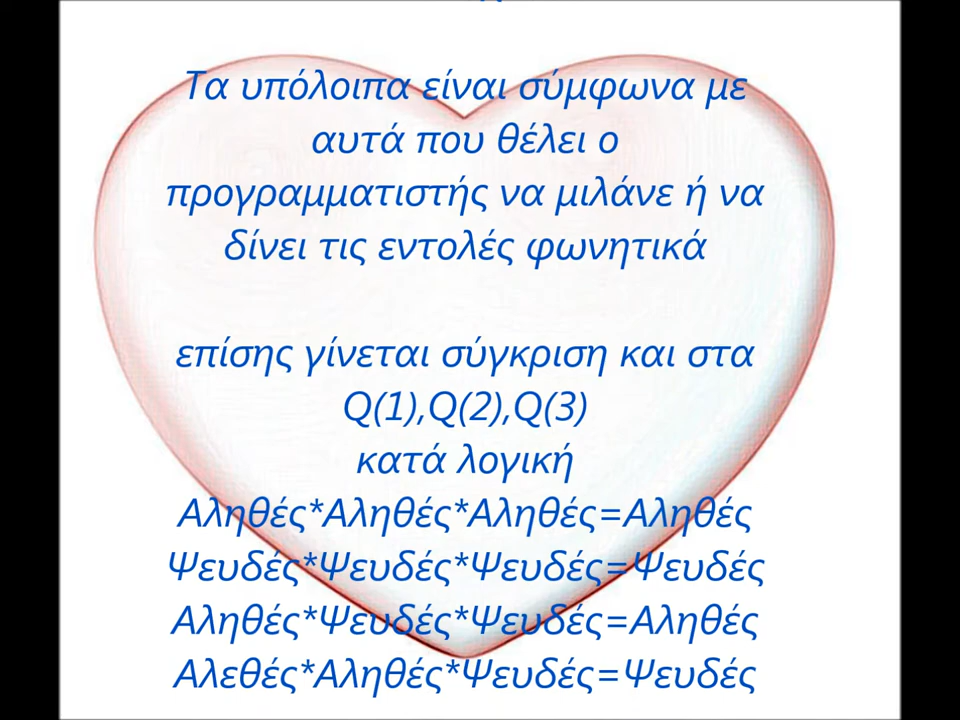 Τα υπόλοιπα είναι σύμφωνα με
αυτά που θέλει ο
προγραμματιστής να μιλάνε ή να
δίνει τις εντολές φωνητικά
επίσης γίνεται σύγκριση και στα
Q(1),Q(2),Q(3)
κατά λογική
Αληθές*Αληθές*Αληθές=Αληθές
Ψευδές*Ψευδές*Ψευδές=Ψευδές
Αληθές*Ψευδές*Ψευδές=Αληθές
Αλεθές*Αληθές*Ψευδές=Ψευδές